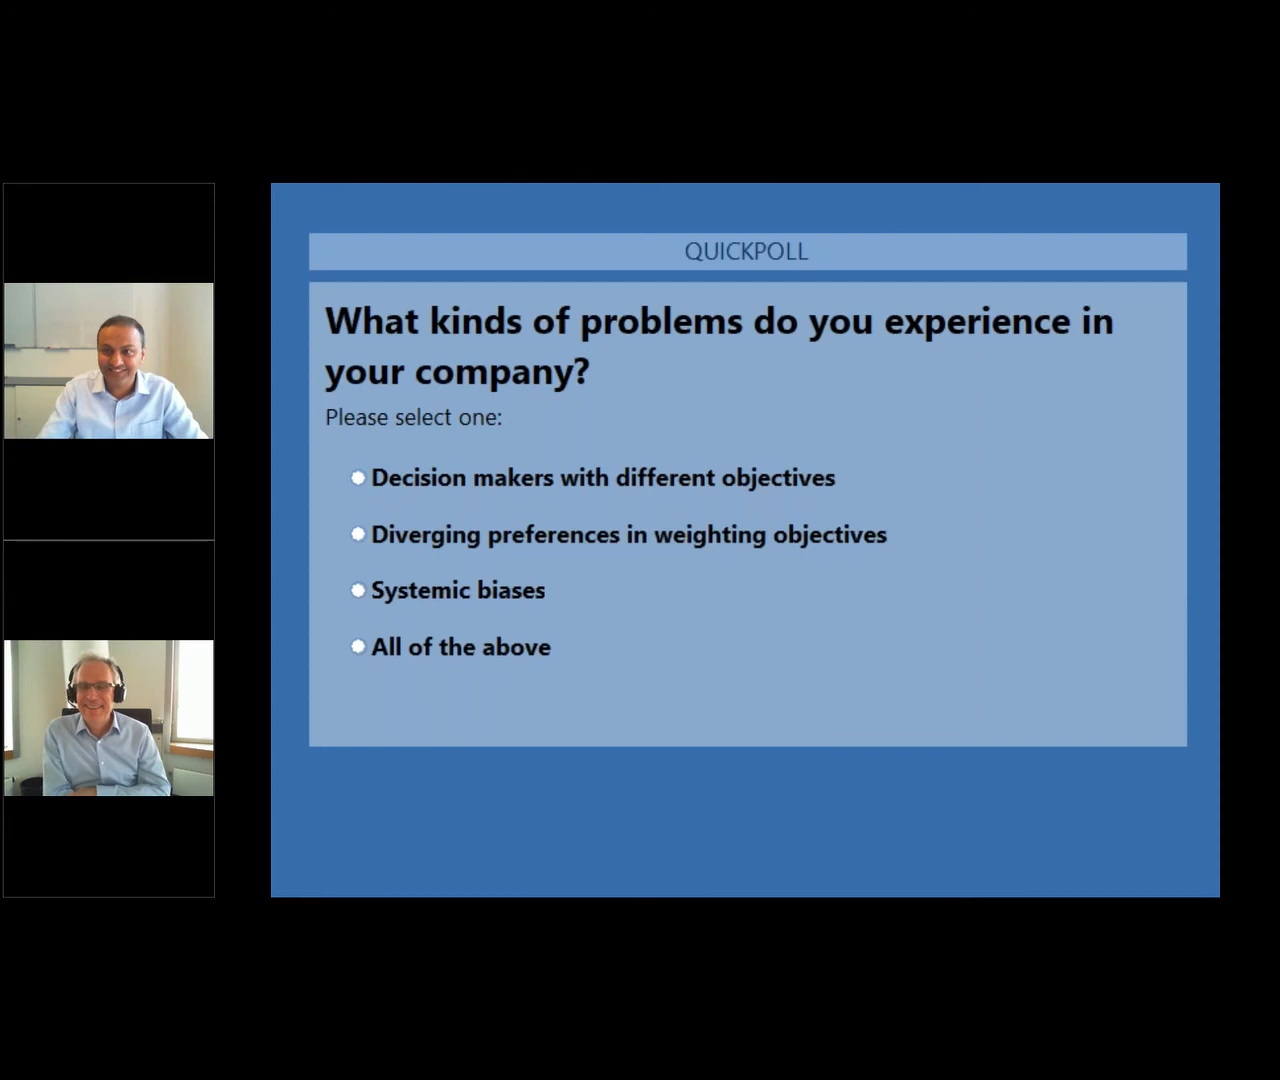 QUICKPOLL
What kinds of problems do you experience in
your company?
Please select one:
Decision makers with different objectives
Diverging preferences in weighting objectives
Systemic biases
All of the above